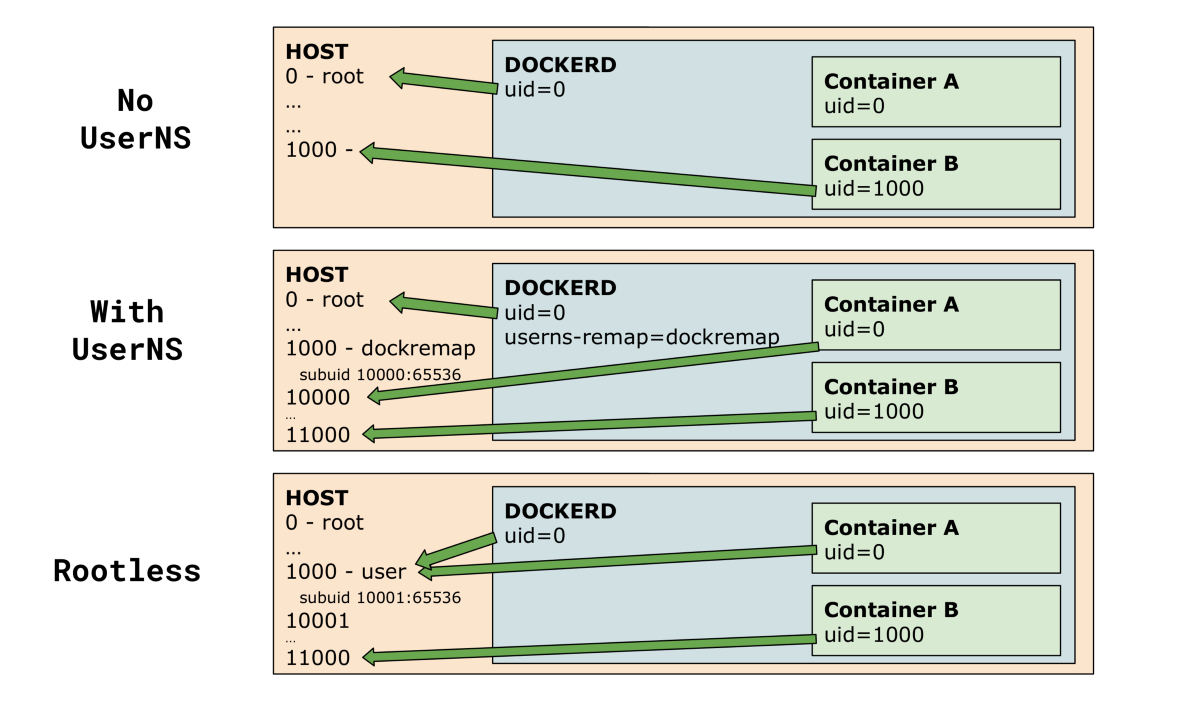 No
UserNS
HOST
0 - root
...
...
1000 -
DOCKERD
uid=0
Container A
uid=0
Container B
uid=1000
With
UserNS
HOST
0 - root
...
1000 - dockremap
subuid 10000:65536
10000
...
11000
DOCKERD
uid=0
userns-remap=dockremap
Container A
uid=0
Container B
uid=1000
Rootless
HOST
0 - root
...
1000 - user
subuid 10001:65536
10001
...
11000
DOCKERD
uid=0
Container A
uid=0
Container B
uid=1000